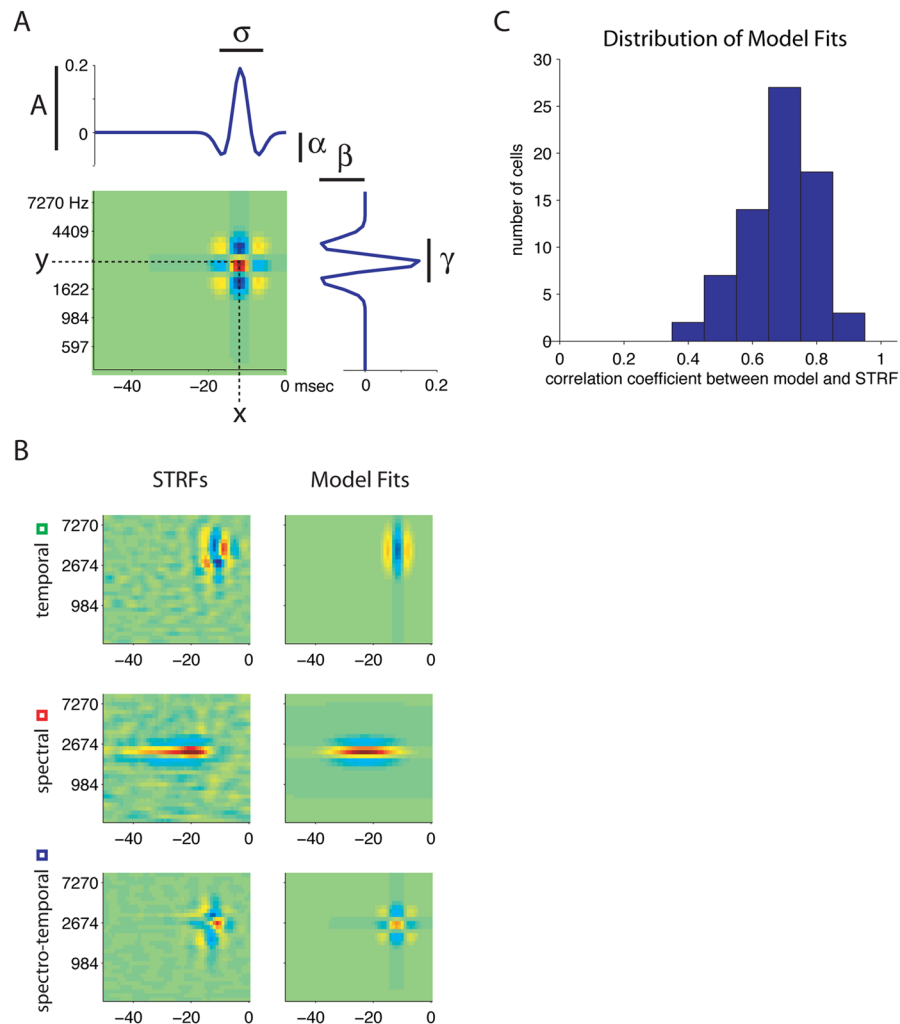 A
σ
0.2
A
0
α
β
7270 Hz
4409
y
1622
984
597
γ
−40
−20
0 msec
0
0.2
x
C
Distribution of Model Fits
30
25
20
15
10
5
0
number of cells
0
0.2
0.4
0.6
0.8
1
correlation coefficient between model and STRF
B
STRFs
Model Fits
temporal
7270
2674
984
−40
−20
0
−40
−20
0
spectral
7270
2674
984
−40
−20
0
−40
−20
0
spectro-temporal
7270
2674
984
−40
−20
0
−40
−20
0